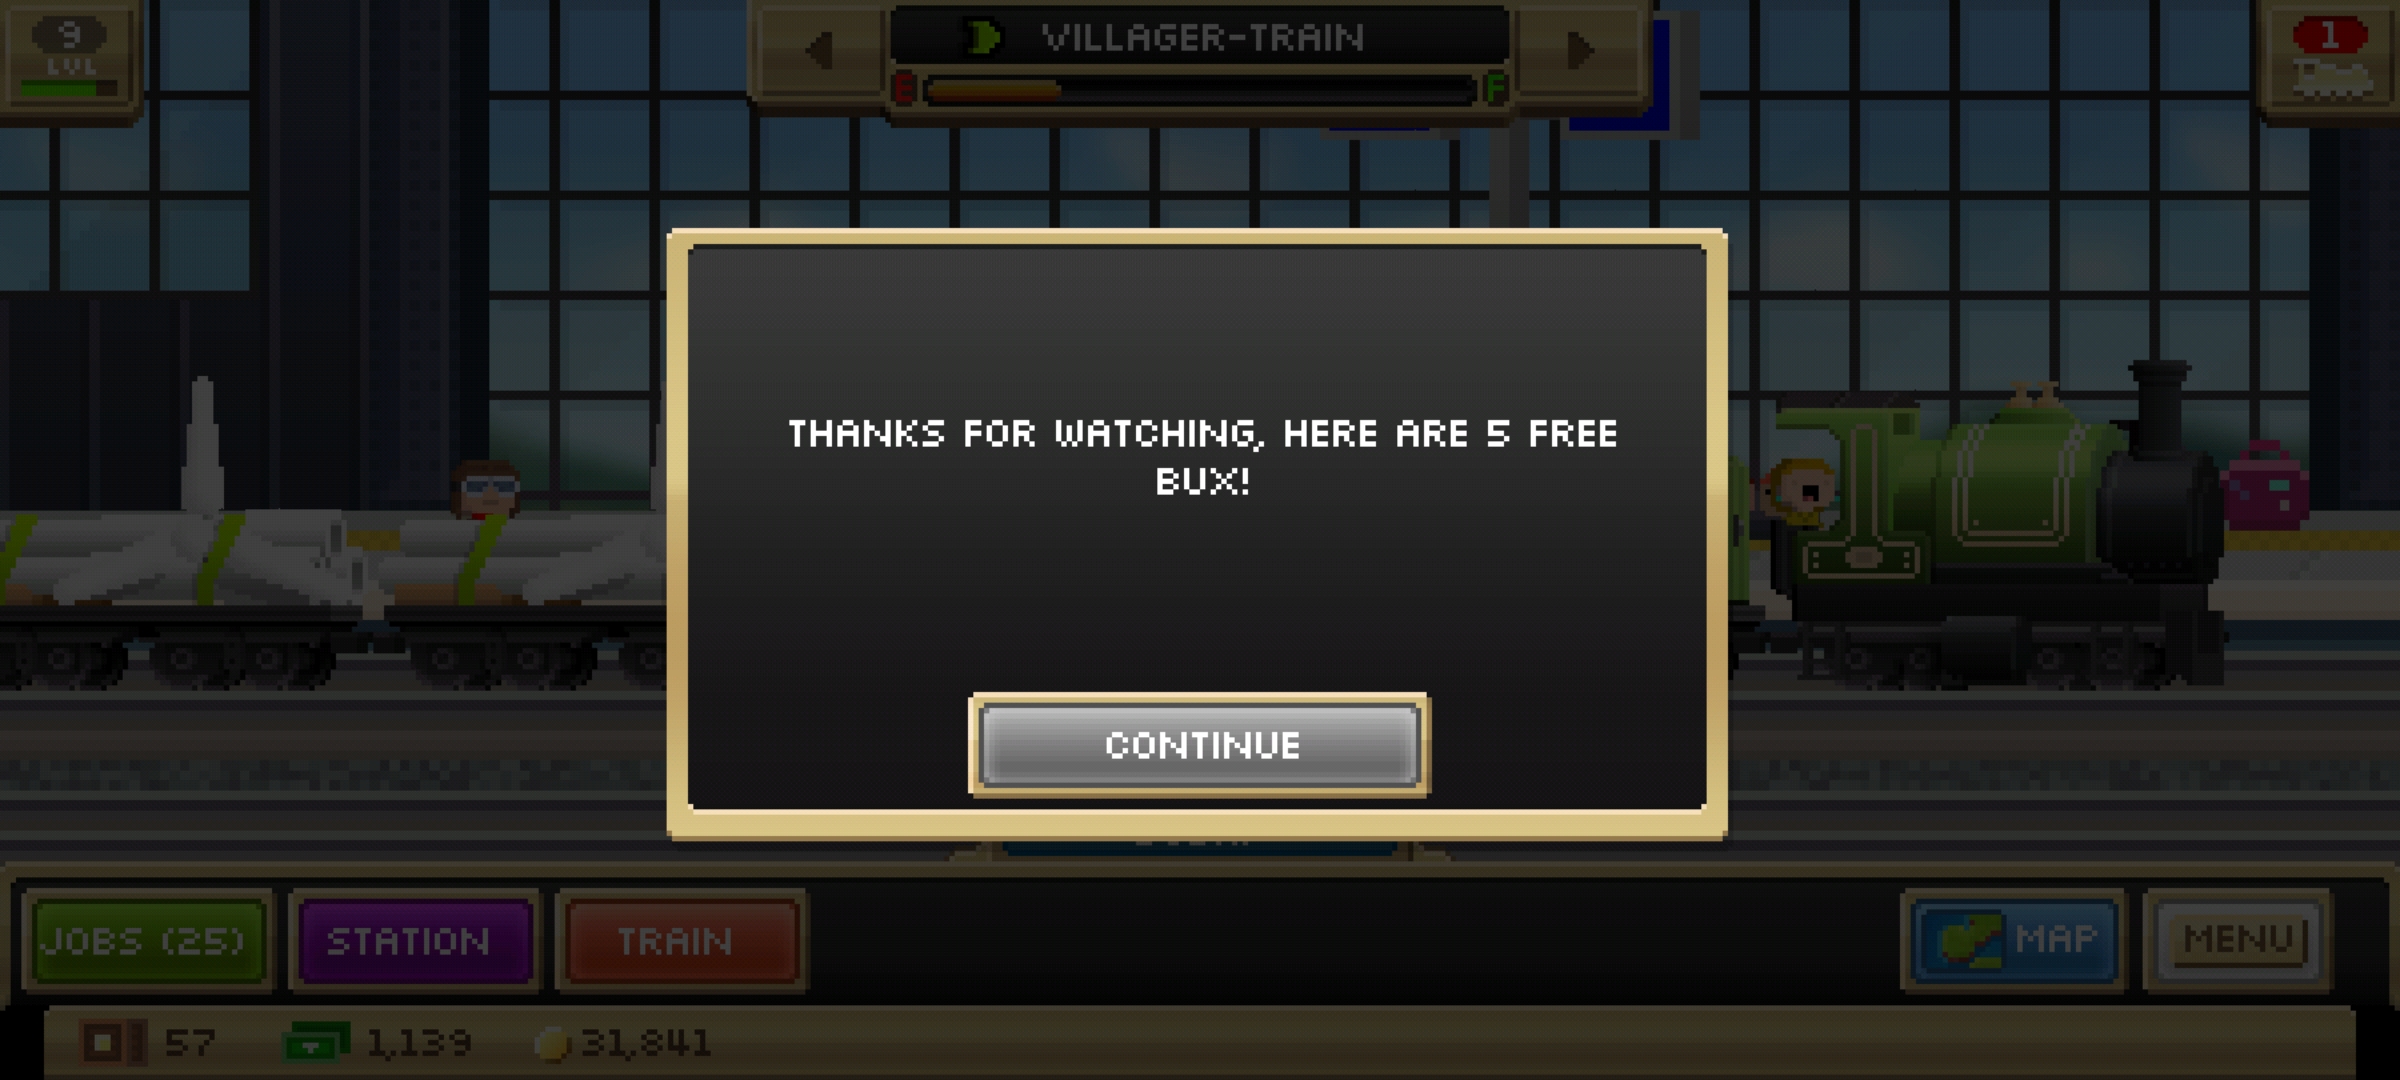 9
LVL
VILLAGER-TRAIN
E F
1
THANKS FOR WATCHING, HERE ARE 5 FREE
BUX!
CONTINUE
JOBS (25)
STATION
TRAIN
MAP
MENU
57
1,139
31,841